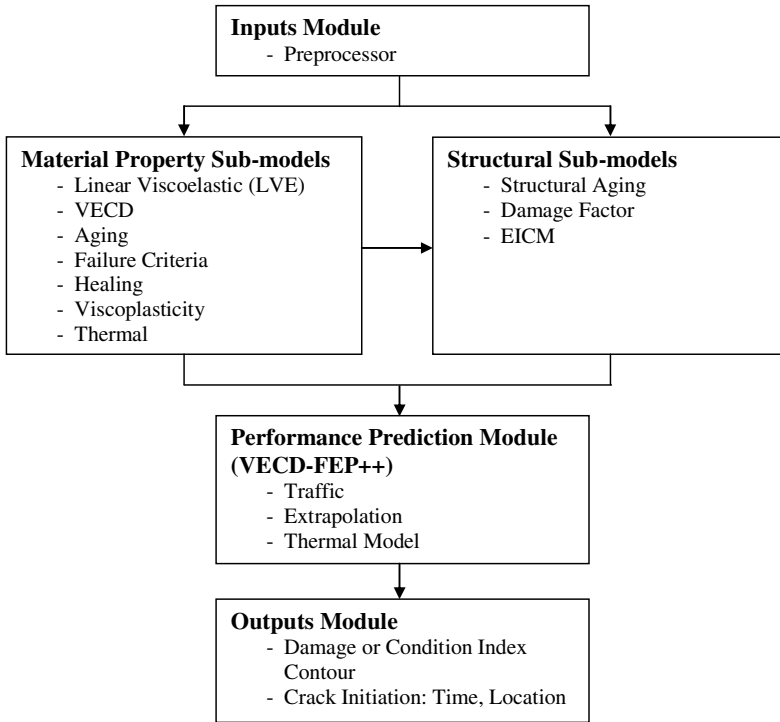 Inputs Module
- Preprocessor
Material Property Sub-models
- Linear Viscoelastic (LVE)
- VECD
- Aging
- Failure Criteria
- Healing
- Viscoplasticity
- Thermal
Structural Sub-models
- Structural Aging
- Damage Factor
- EICM
Performance Prediction Module
(VECD-FEP++)
- Traffic
- Extrapolation
- Thermal Model
Outputs Module
- Damage or Condition Index
Contour
- Crack Initiation: Time, Location